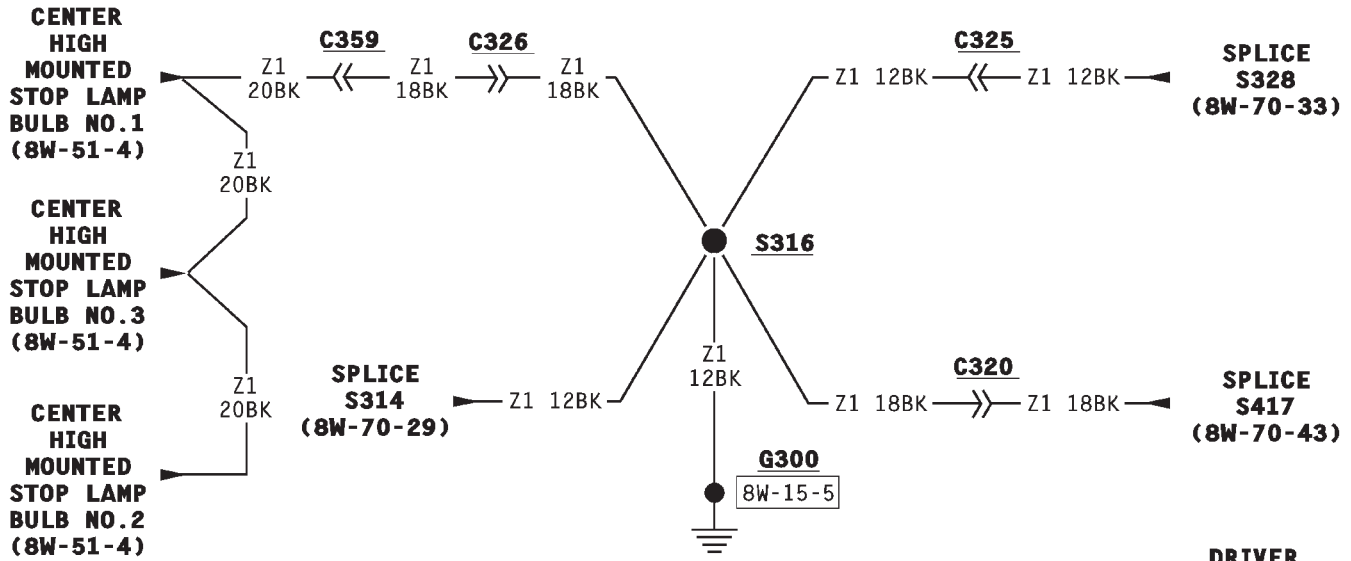 CENTER
HIGH
MOUNTED
STOP LAMP
BULB NO.1
(8W-51-4)
Z1
20BK
C359
Z1
18BK
C326
Z1
18BK
Z1 12BK
C325
Z1 12BK
SPLICE
S328
(8W-70-33)
Z1
20BK
CENTER
HIGH
MOUNTED
STOP LAMP
BULB NO.3
(8W-51-4)
S316
Z1
20BK
SPLICE
S314
(8W-70-29)
Z1 12BK
Z1
12BK
Z1 18BK
C320
Z1 18BK
SPLICE
S417
(8W-70-43)
CENTER
HIGH
MOUNTED
STOP LAMP
BULB NO.2
(8W-51-4)
G300
8W-15-5
DRIVER